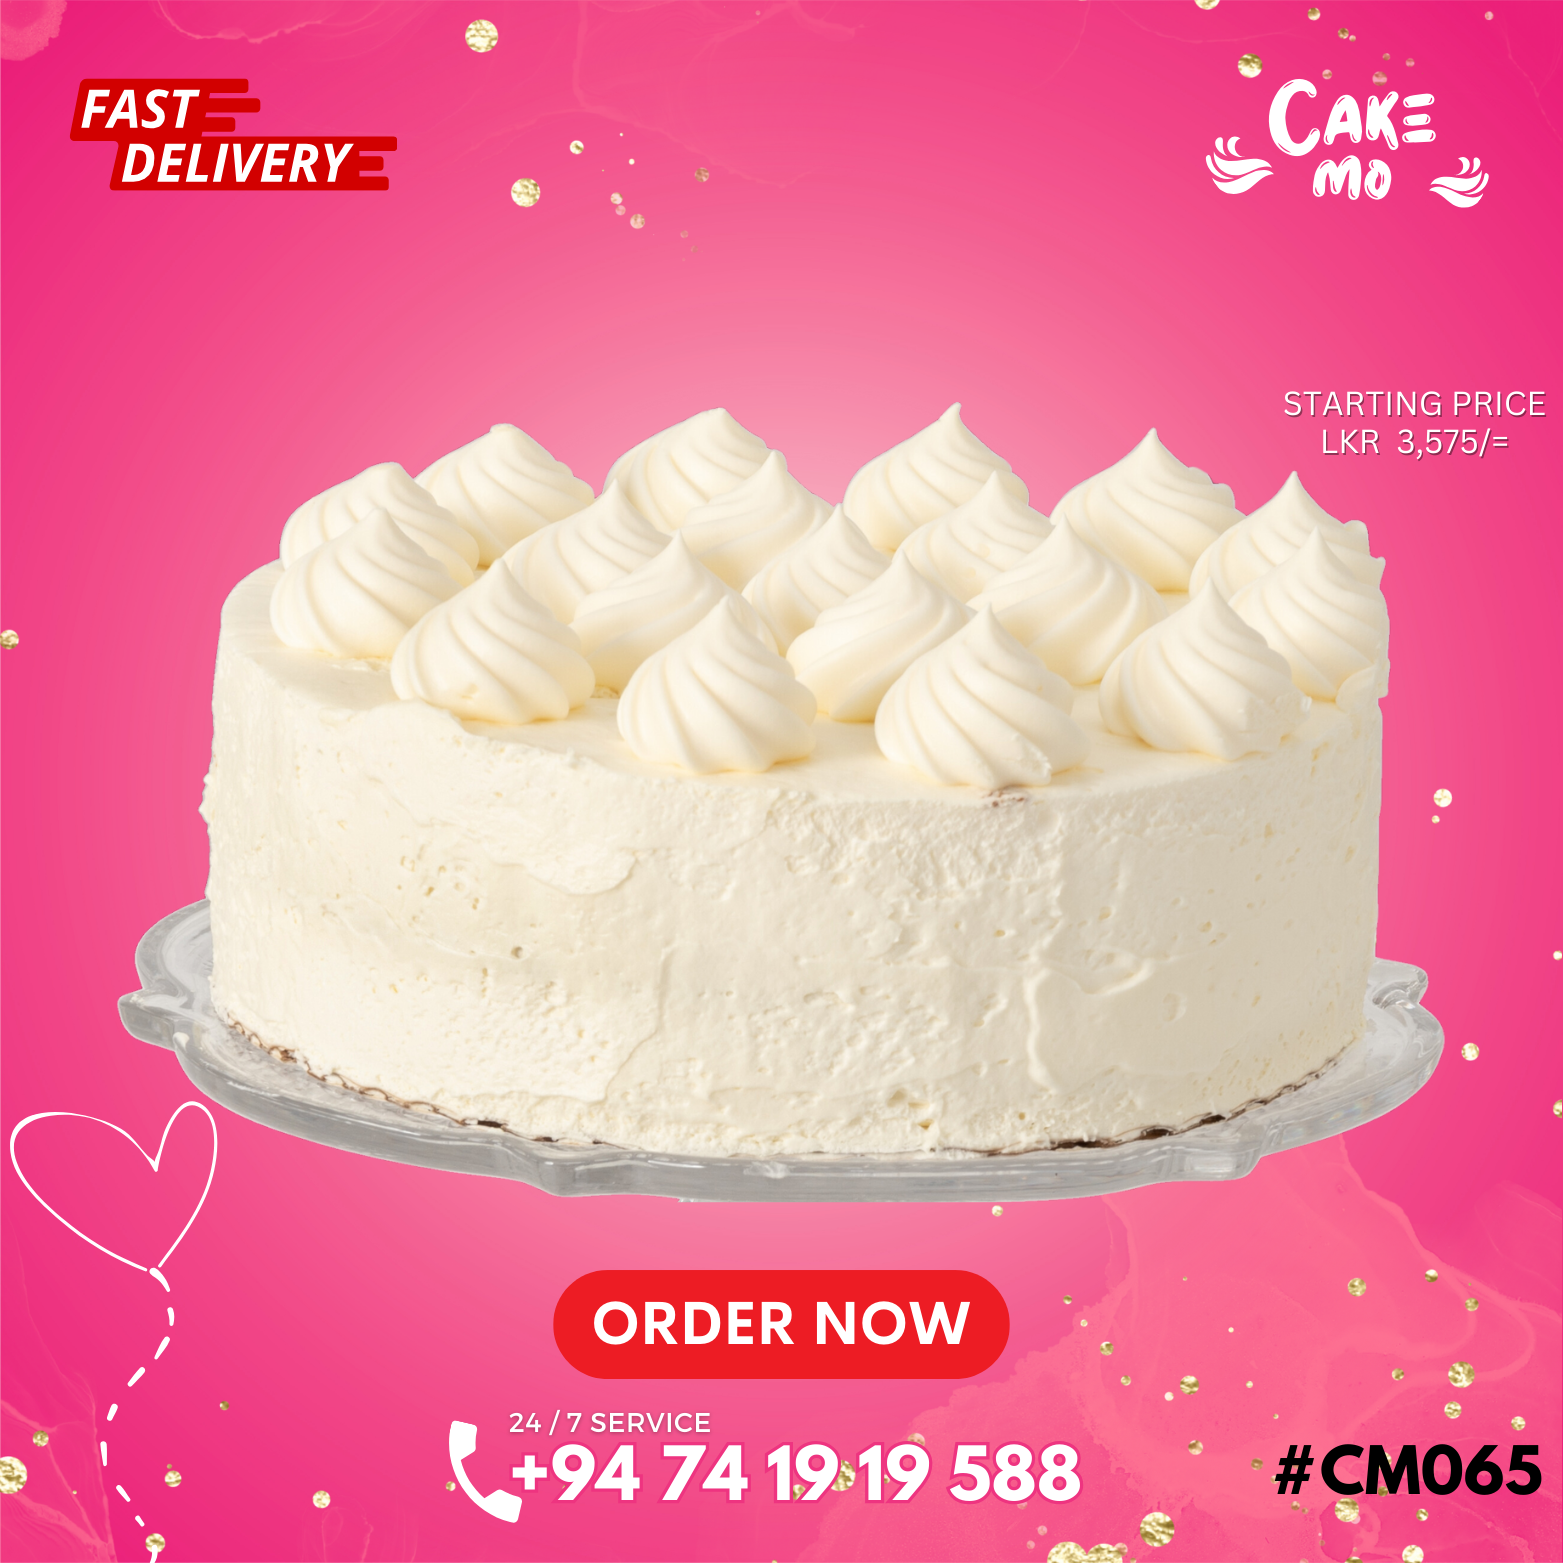 FAST
DELIVERY
CAKE
MO
STARTING PRICE
LKR 3,575/=
ORDER NOW
24 / 7 SERVICE
+94 74 19 19 588
#CM065